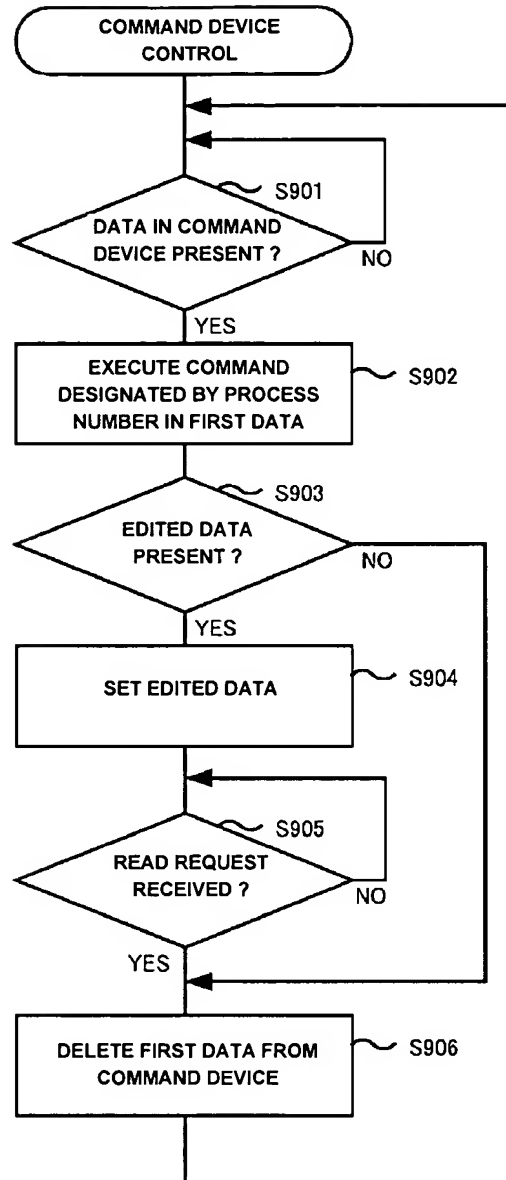 COMMAND DEVICE
CONTROL
S901
DATA IN COMMAND
DEVICE PRESENT ?
NO
YES
EXECUTE COMMAND
DESIGNATED BY PROCESS
NUMBER IN FIRST DATA
S902
S903
EDITED DATA
PRESENT ?
NO
YES
SET EDITED DATA
S904
S905
READ REQUEST
RECEIVED ?
NO
YES
DELETE FIRST DATA FROM
COMMAND DEVICE
S906